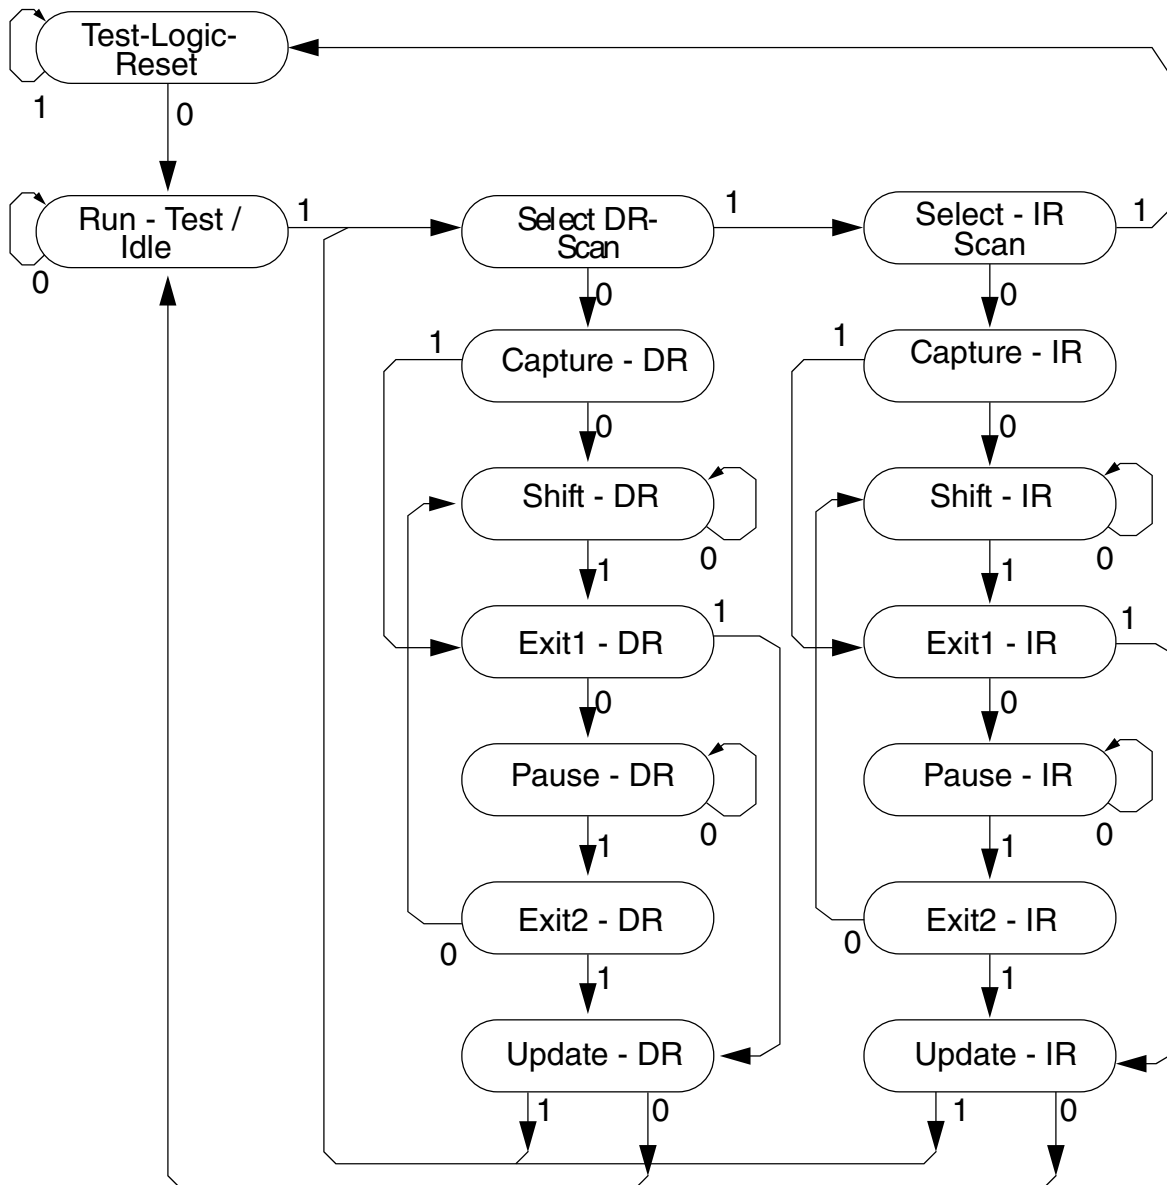 Test-Logic-
Reset
1
0
Run - Test /
Idle
1
0
Select DR-
Scan
1
0
Select - IR
Scan
1
0
1
Capture - DR
0
1
Capture - IR
0
Shift - DR
0
1
Shift - IR
0
1
Exit1 - DR
1
0
Exit1 - IR
1
0
Pause - DR
0
1
Pause - IR
0
1
Exit2 - DR
0
1
Exit2 - IR
0
1
Update - DR
1
0
Update - IR
1
0